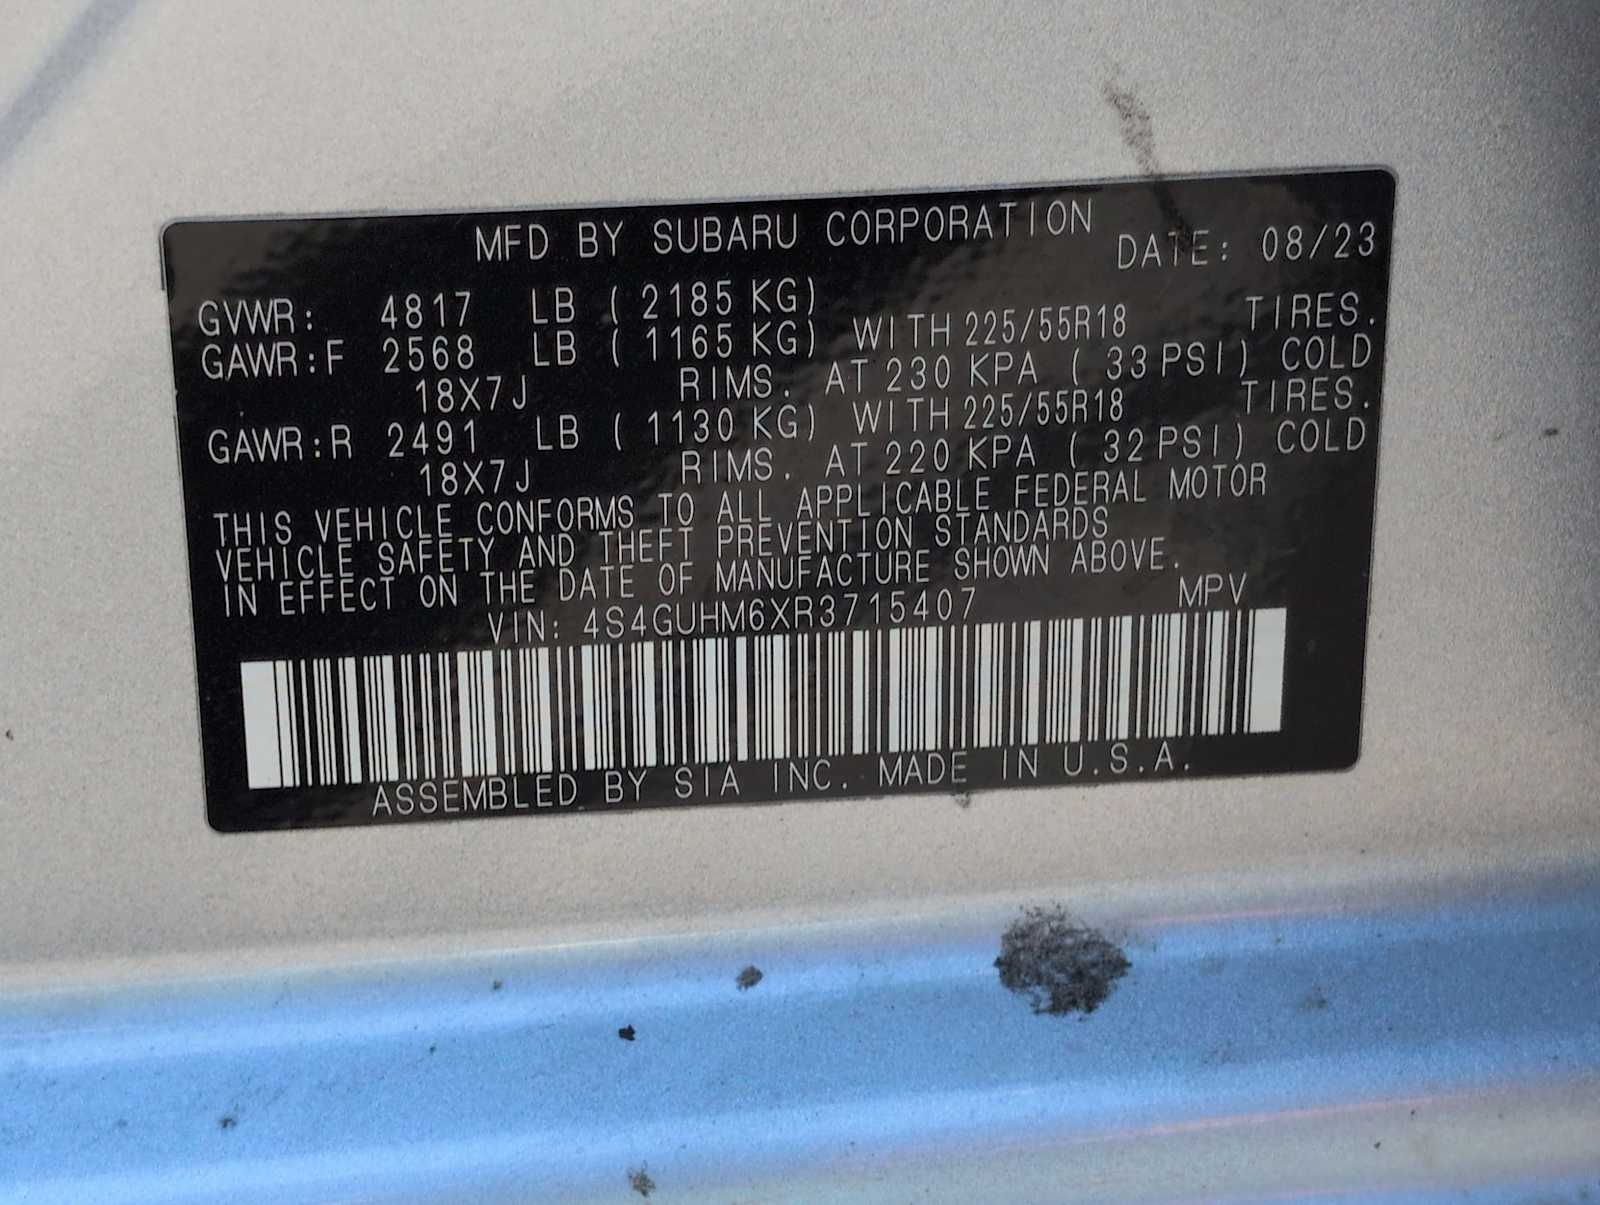 MFD BY SUBARU CORPORATION DATE: 08/23
GVWR: 4817 LB ( 2185 KG)
GAWR:F 2568 LB ( 1165 KG) WITH 225/55R18 TIRES.
18X7J RIMS. AT 230 KPA ( 33 PSI) COLD
GAWR:R 2491 LB ( 1130 KG) WITH 225/55R18 TIRES.
18X7J RIMS. AT 220 KPA ( 32 PSI) COLD
THIS VEHICLE CONFORMS TO ALL APPLICABLE FEDERAL MOTOR
VEHICLE SAFETY AND THEFT PREVENTION STANDARDS
IN EFFECT ON THE DATE OF MANUFACTURE SHOWN ABOVE.
VIN: 4S4GUHM6XR3715407 MPV
ASSEMBLED BY SIA INC. MADE IN U.S.A.